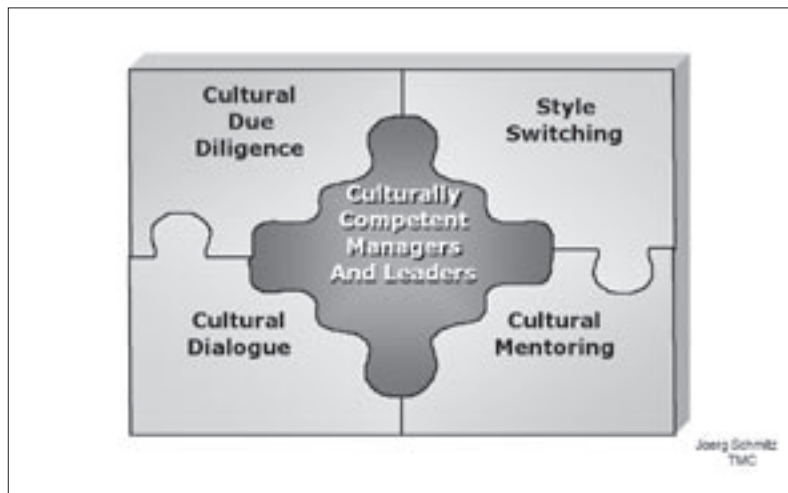 Cultural
Due
Diligence
Style
Switching
Culturally
Competent
Managers
And Leaders
Cultural
Dialogue
Cultural
Mentoring
Joerg Schmitz
TMC